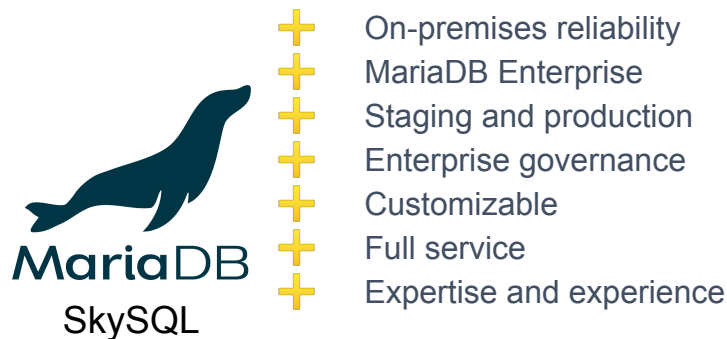 On-premises reliability
MariaDB Enterprise
Staging and production
Enterprise governance
Customizable
Full service
Expertise and experience
MariaDB
SkySQL